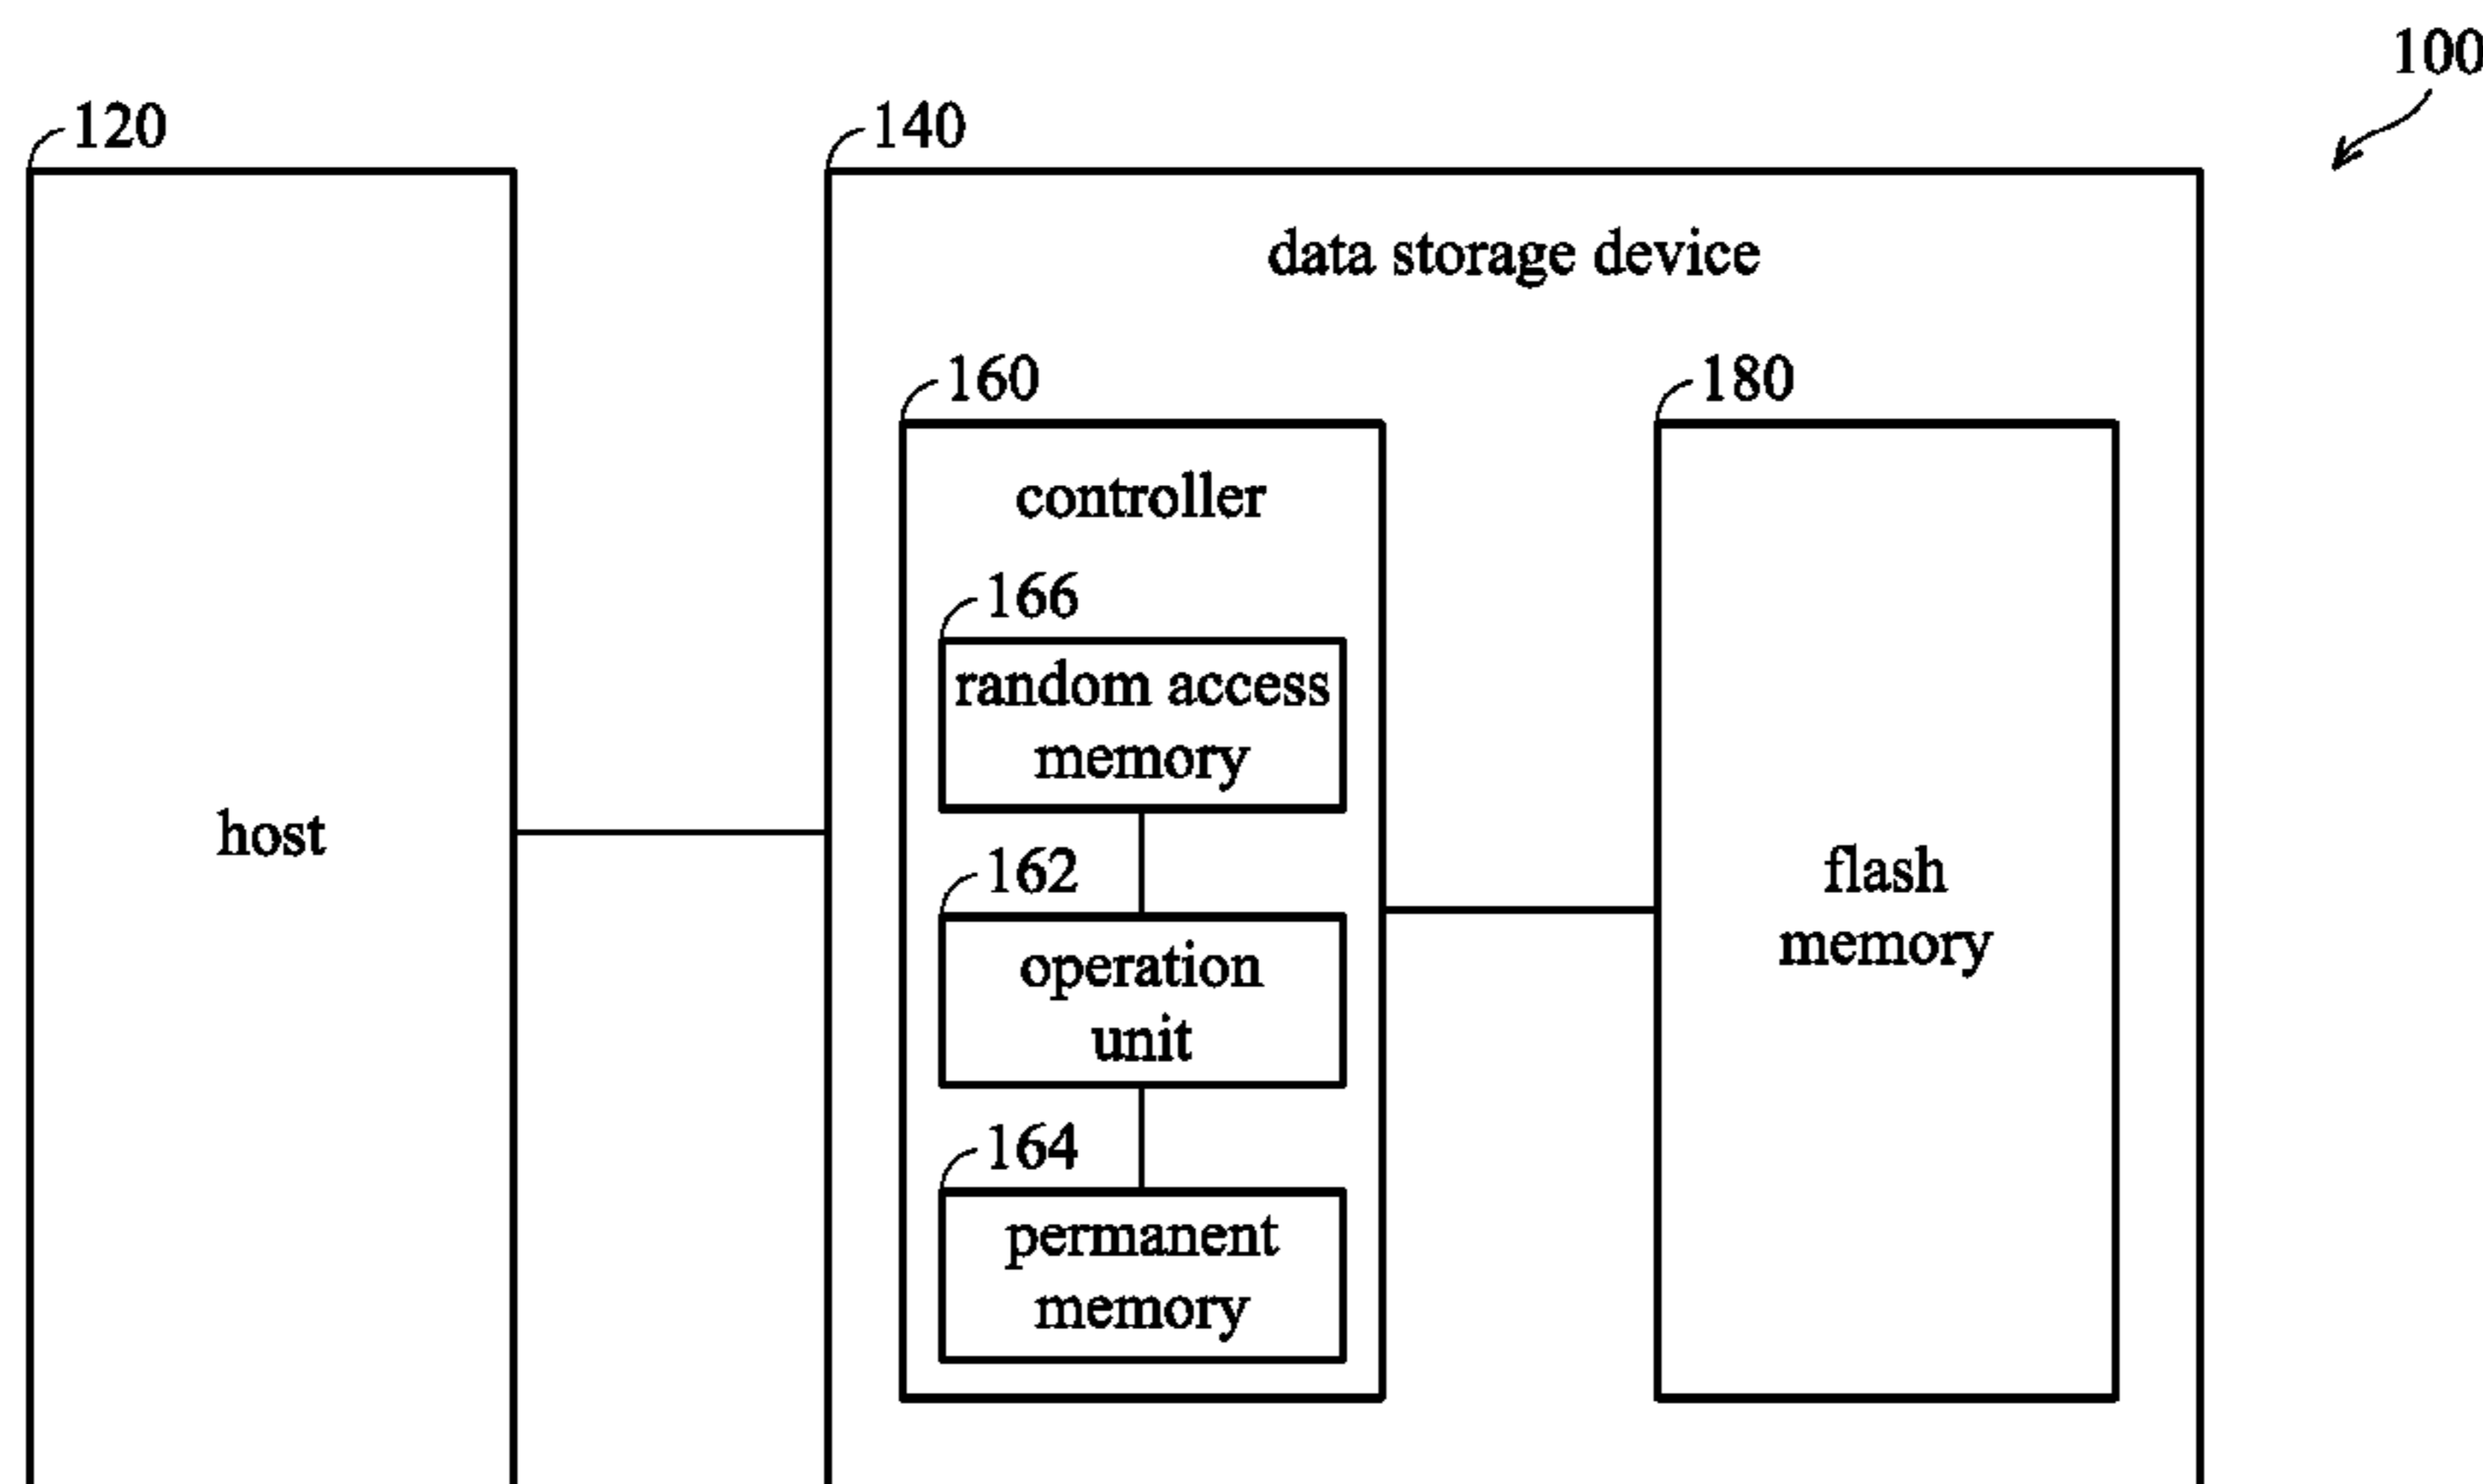 100
120
140
data storage device
160
180
controller
166
random access
memory
host
162
operation
unit
flash
memory
164
permanent
memory